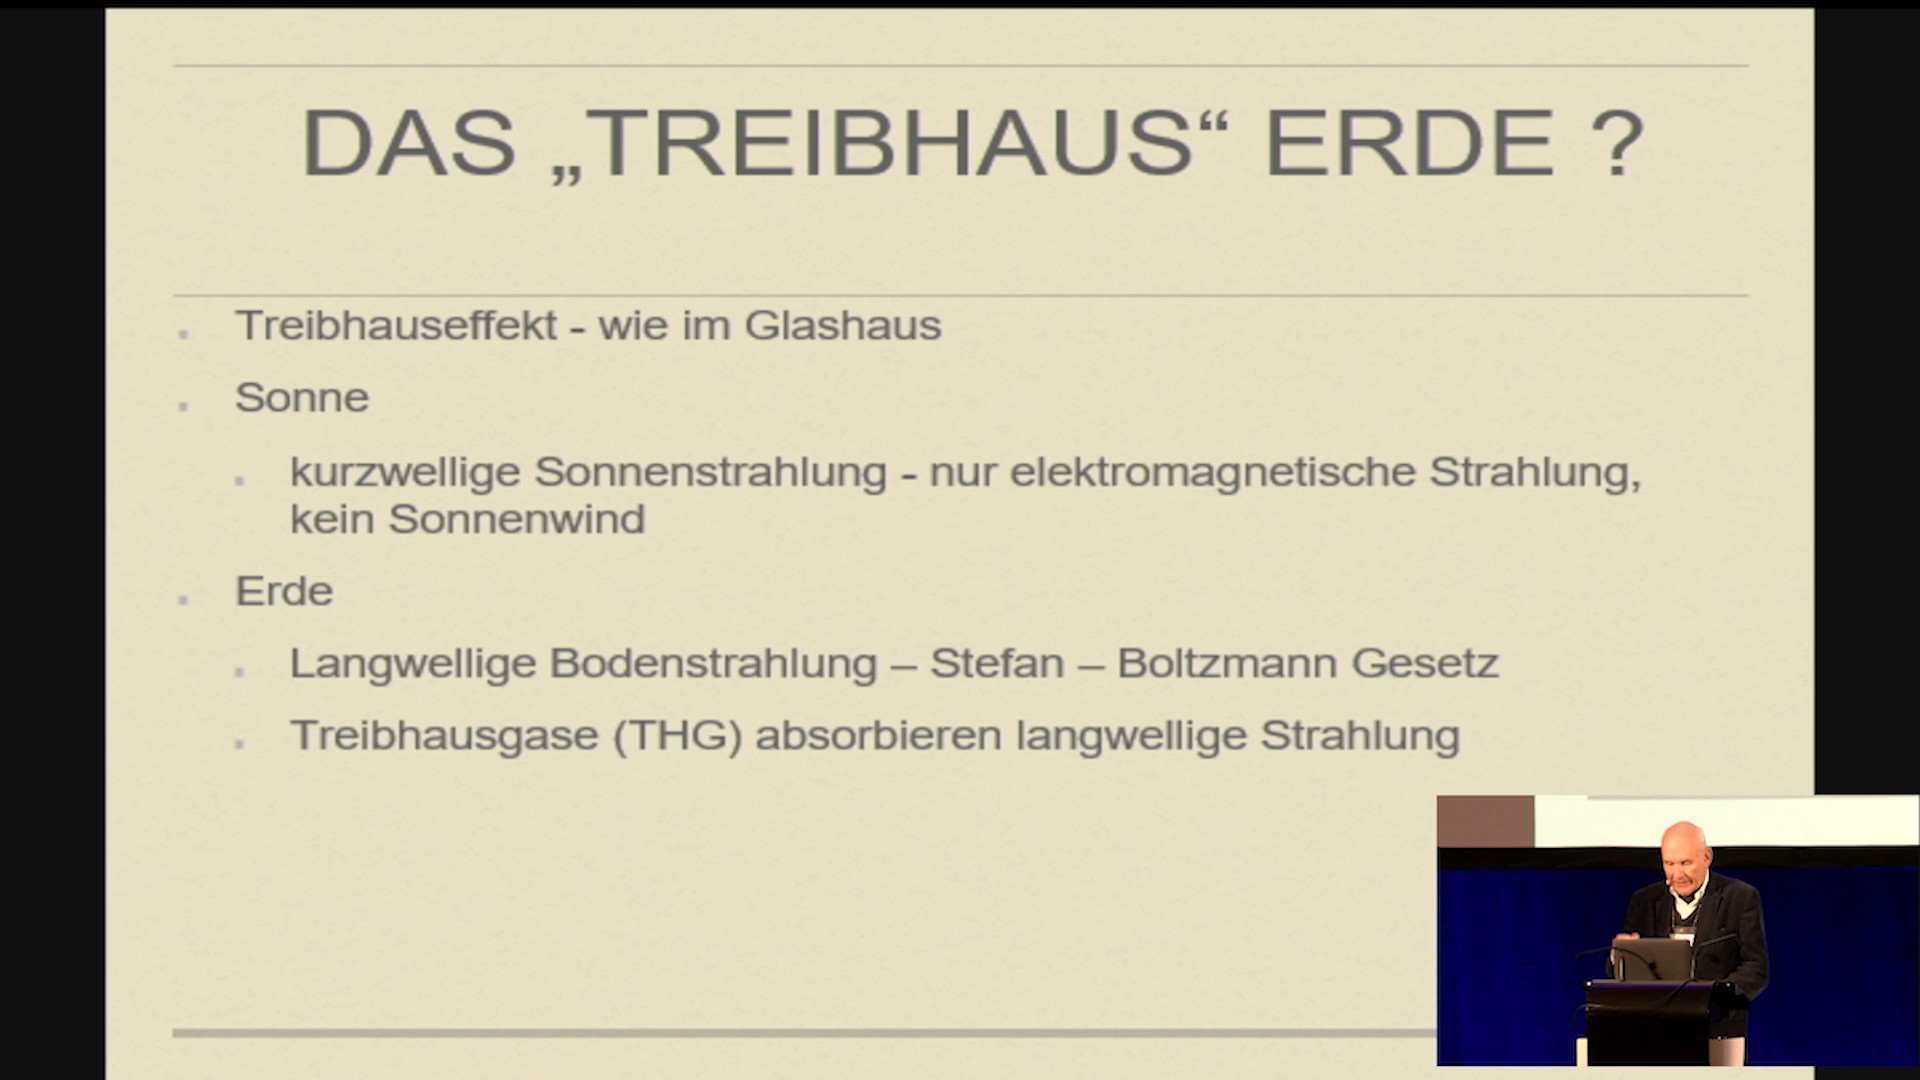 DAS „TREIBHAUS“ ERDE ?
Treibhauseffekt - wie im Glashaus
Sonne
kurzwellige Sonnenstrahlung - nur elektromagnetische Strahlung,
kein Sonnenwind
Erde
Langwellige Bodenstrahlung – Stefan – Boltzmann Gesetz
Treibhausgase (THG) absorbieren langwellige Strahlung